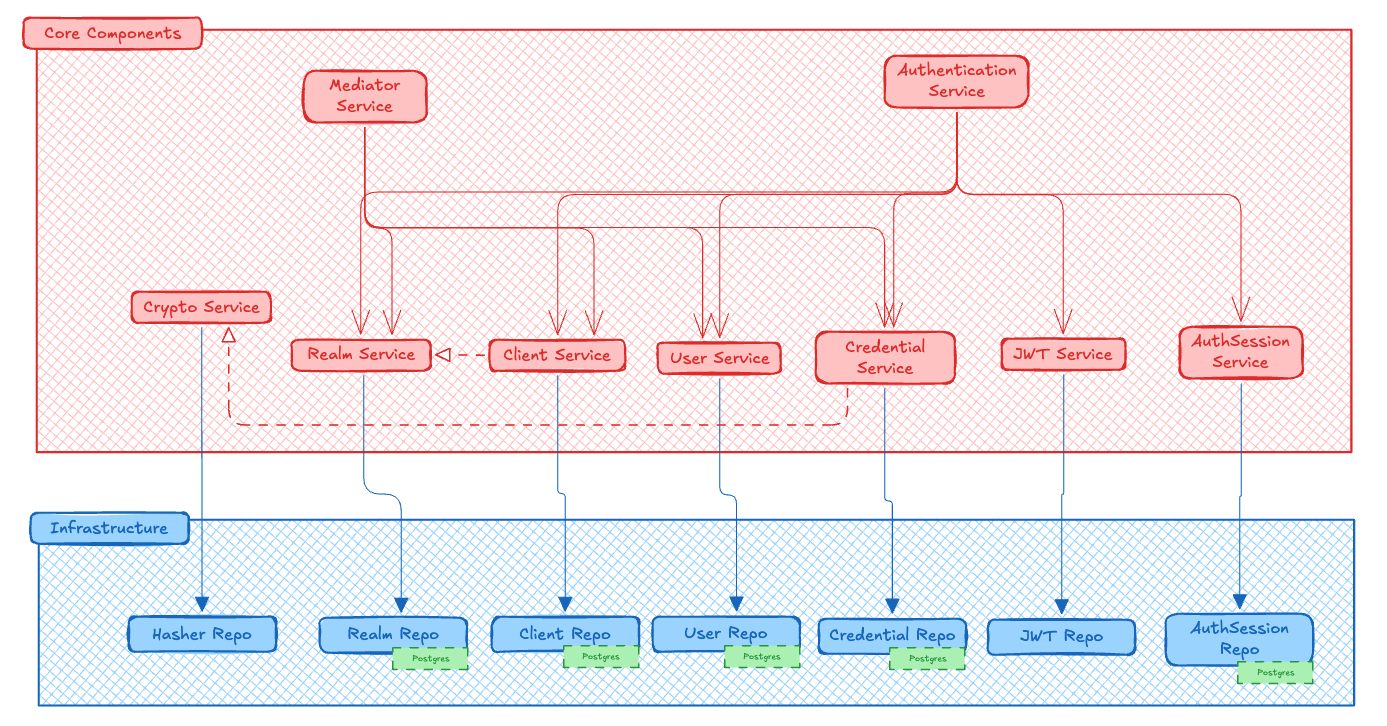 Core Components
Mediator
Service
Authentication
Service
Crypto Service
Realm Service
Client Service
User Service
Credential
Service
JWT Service
AuthSession
Service
Infrastructure
Hasher Repo
Realm Repo
Postgres
Client Repo
Postgres
User Repo
Postgres
Credential Repo
Postgres
JWT Repo
AuthSession
Repo
Postgres